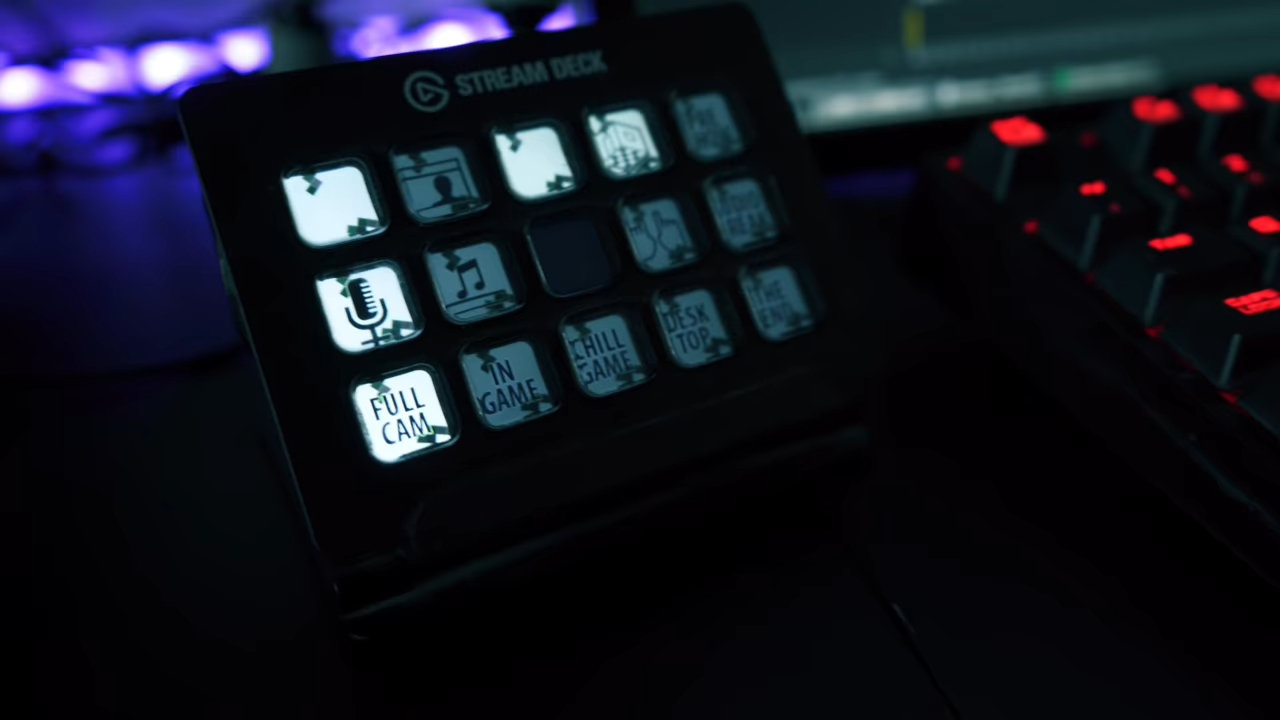 STREAM DECK
FULL
CAM
IN
GAME
CHILL
GAME
DESK
TOP
THE
END